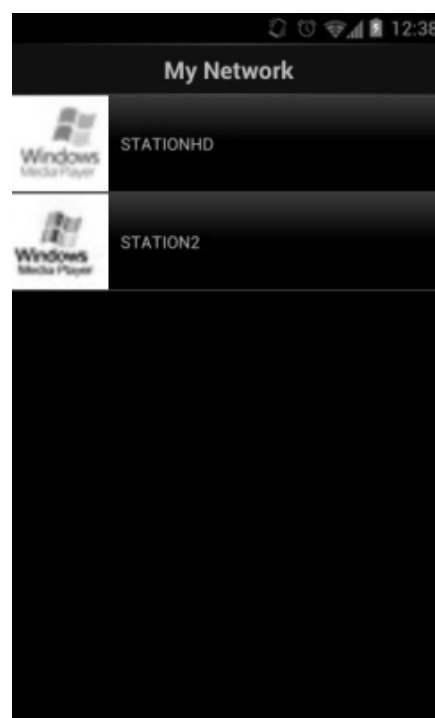 12:38
My Network
Windows
Media Player
STATIONHD
Windows
Media Player
STATION2